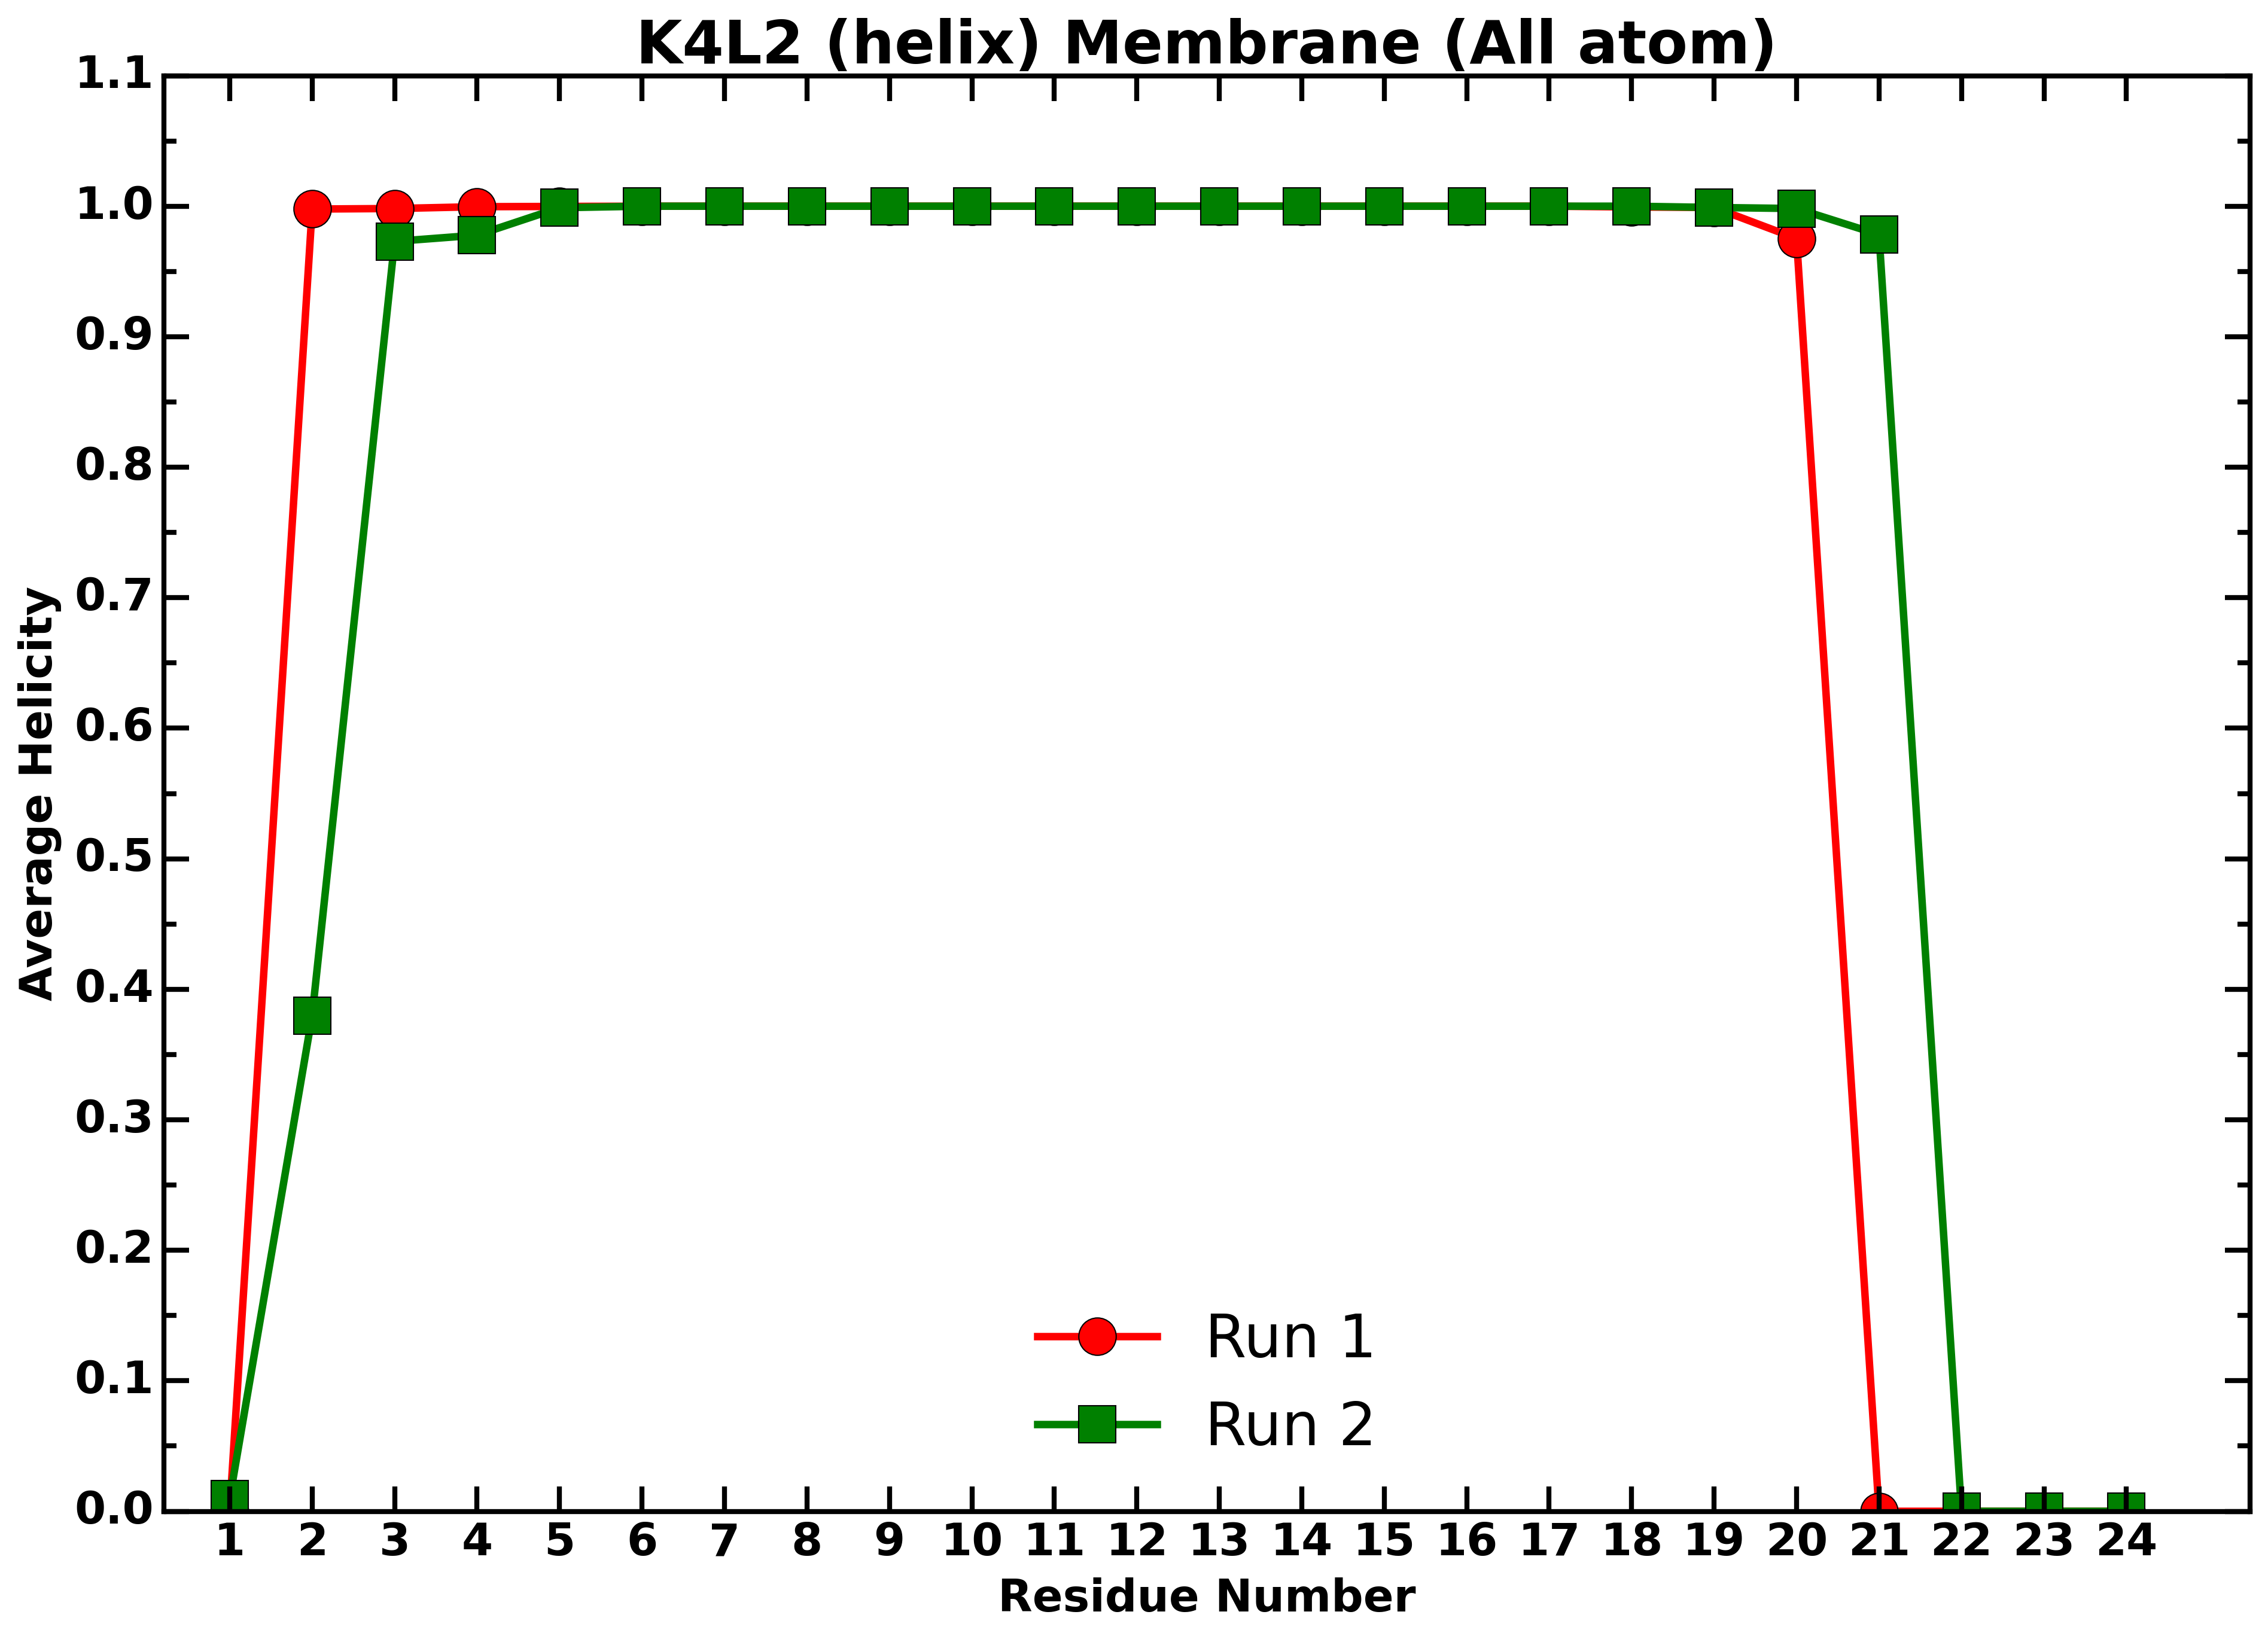 K4L2 (helix) Membrane (All atom)
1.1
1.0
0.9
0.8
0.7
0.6
0.5
0.4
0.3
0.2
0.1
0.0
Average Helicity
Run 1
Run 2
1 2 3 4 5 6 7 8 9 10 11 12 13 14 15 16 17 18 19 20 21 22 23 24
Residue Number